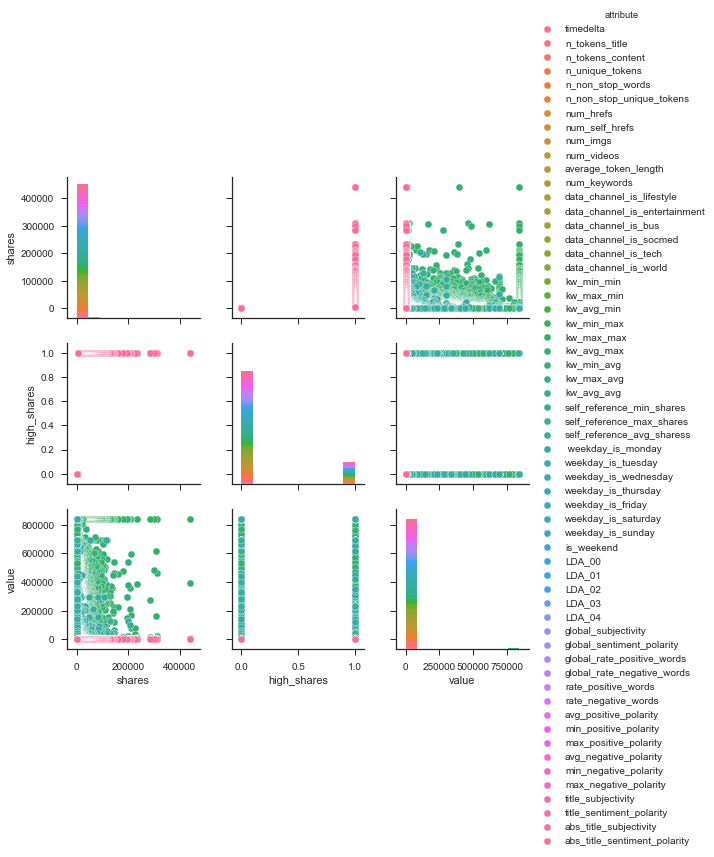 attribute
timedelta
n_tokens_title
n_tokens_content
n_unique_tokens
n_non_stop_words
n_non_stop_unique_tokens
num_hrefs
num_self_hrefs
num_imgs
num_videos
average_token_length
num_keywords
data_channel_is_lifestyle
data_channel_is_entertainment
data_channel_is_bus
data_channel_is_socmed
data_channel_is_tech
data_channel_is_world
kw_min_min
kw_max_min
kw_avg_min
kw_min_max
kw_max_max
kw_avg_max
kw_min_avg
kw_max_avg
kw_avg_avg
self_reference_min_shares
self_reference_max_shares
self_reference_avg_sharess
weekday_is_monday
weekday_is_tuesday
weekday_is_wednesday
weekday_is_thursday
weekday_is_friday
weekday_is_saturday
weekday_is_sunday
is_weekend
LDA_00
LDA_01
LDA_02
LDA_03
LDA_04
global_subjectivity
global_sentiment_polarity
global_rate_positive_words
global_rate_negative_words
rate_positive_words
rate_negative_words
avg_positive_polarity
min_positive_polarity
max_positive_polarity
avg_negative_polarity
min_negative_polarity
max_negative_polarity
title_subjectivity
title_sentiment_polarity
abs_title_subjectivity
abs_title_sentiment_polarity
shares
400000
300000
200000
100000
0
high_shares
1.0
0.8
0.6
0.4
0.2
0.0
value
800000
600000
400000
200000
0
0 200000 400000
shares
0.0 0.5 1.0
high_shares
0 250000 500000 750000
value